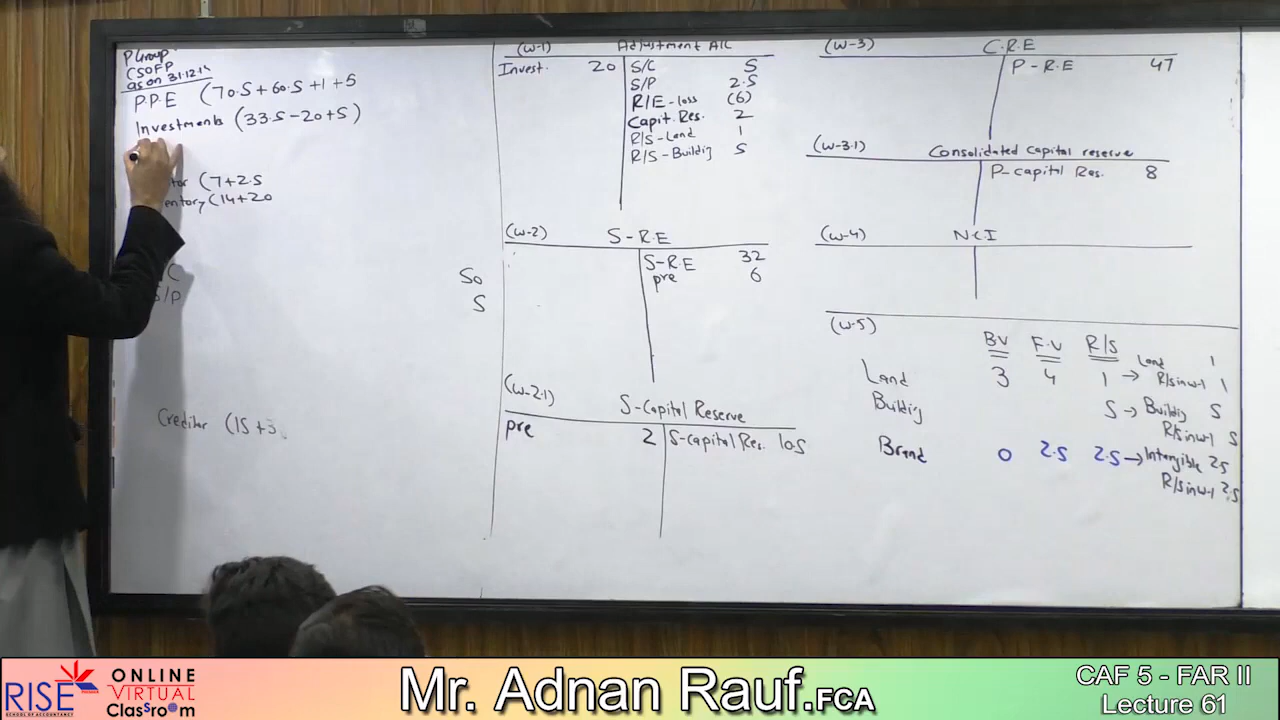 P Group
CSOFP
as on 31.12.14
P.P.E (70.5+60.5+1+5
Investments (33.5-20+5)
tor (7+2.5
entory (14+20
C
S/P
50
5
Creditor (15+3
(W-1) Adjustment A/C
Invest. 20
S/C 5
S/P 2.5
R/E-loss (6)
Capit. Res. 2
R/S-Land 1
R/S-Building 5
(W-2) S-R.E
S-R.E 32
pre 6
(W-2.1) S-Capital Reserve
pre 2
S-capital Res. 10.5
(W-3) C.R.E
P-R.E 47
(W-3.1) Consolidated capital reserve
P-capital Res. 8
(W-4) NCI
(W-5)
BV F.V R/S
Land 3 4 1 → Land 1
R/S in W-1 1
Building 5 → Building 5
R/S in W-1 5
Brand 0 2.5 2.5 → Intangible 2.5
R/S in W-1 2.5
RISE
SCHOOL OF ACCOUNTANCY
ONLINE
VIRTUAL
Classroom
Mr. Adnan Rauf.FCA
CAF 5 - FAR II
Lecture 61